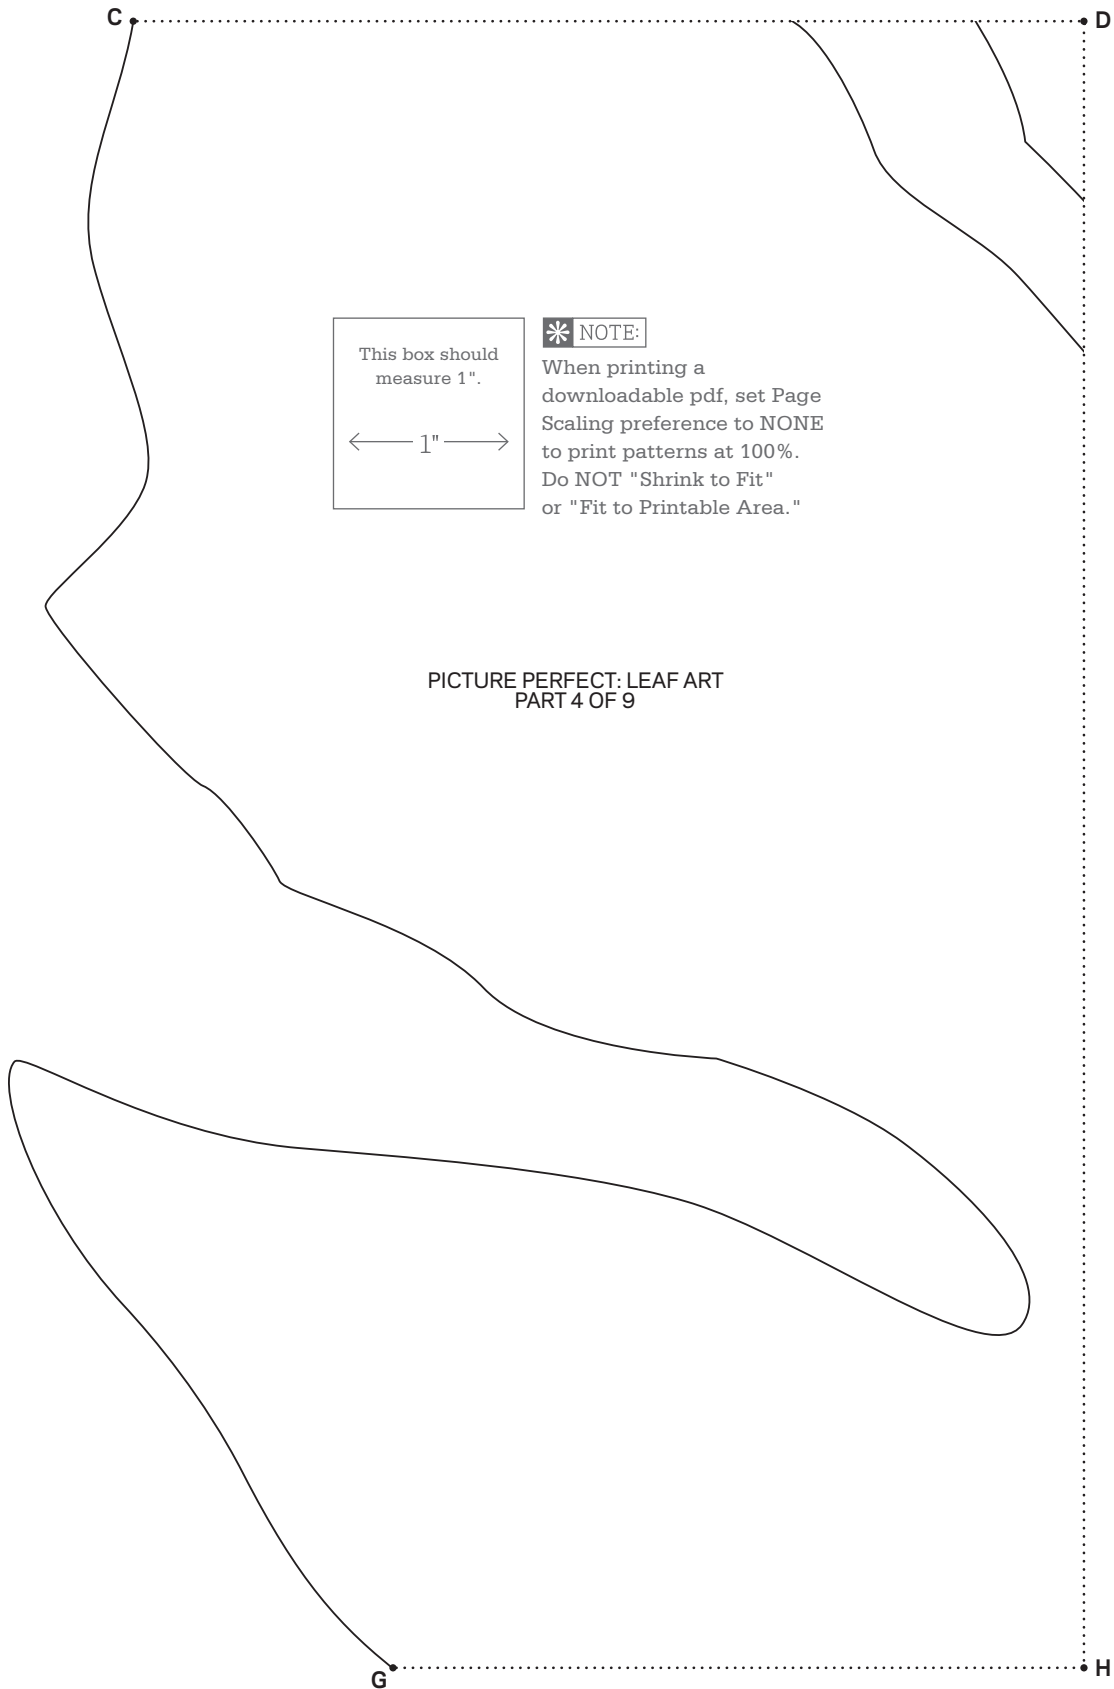 C
D
This box should
measure 1".
1"
NOTE:
When printing a
downloadable pdf, set Page
Scaling preference to NONE
to print patterns at 100%.
Do NOT "Shrink to Fit"
or "Fit to Printable Area."
PICTURE PERFECT: LEAF ART
PART 4 OF 9
G
H